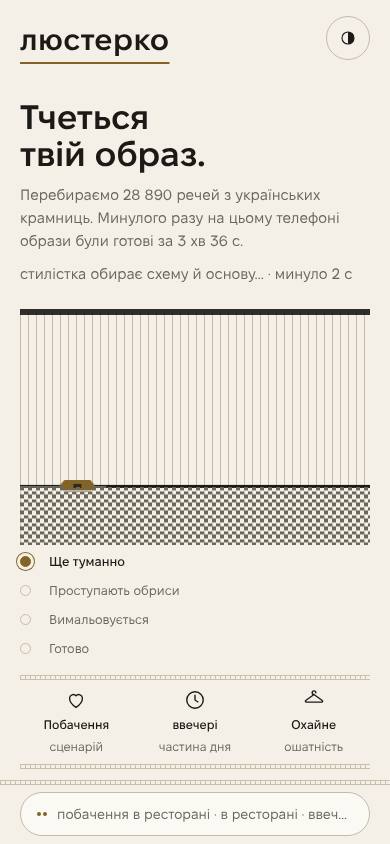 люстерко
Тчеться
твій образ.
Перебираємо 28 890 речей з українських
крамниць. Минулого разу на цьому телефоні
образи були готові за 3 хв 36 с.
стилістка обирає схему й основу… · минуло 2 с
Ще туманно
Проступають обриси
Вимальовується
Готово
Побачення
сценарій
ввечері
частина дня
Охайне
ошатність
побачення в ресторані · в ресторані · ввеч…